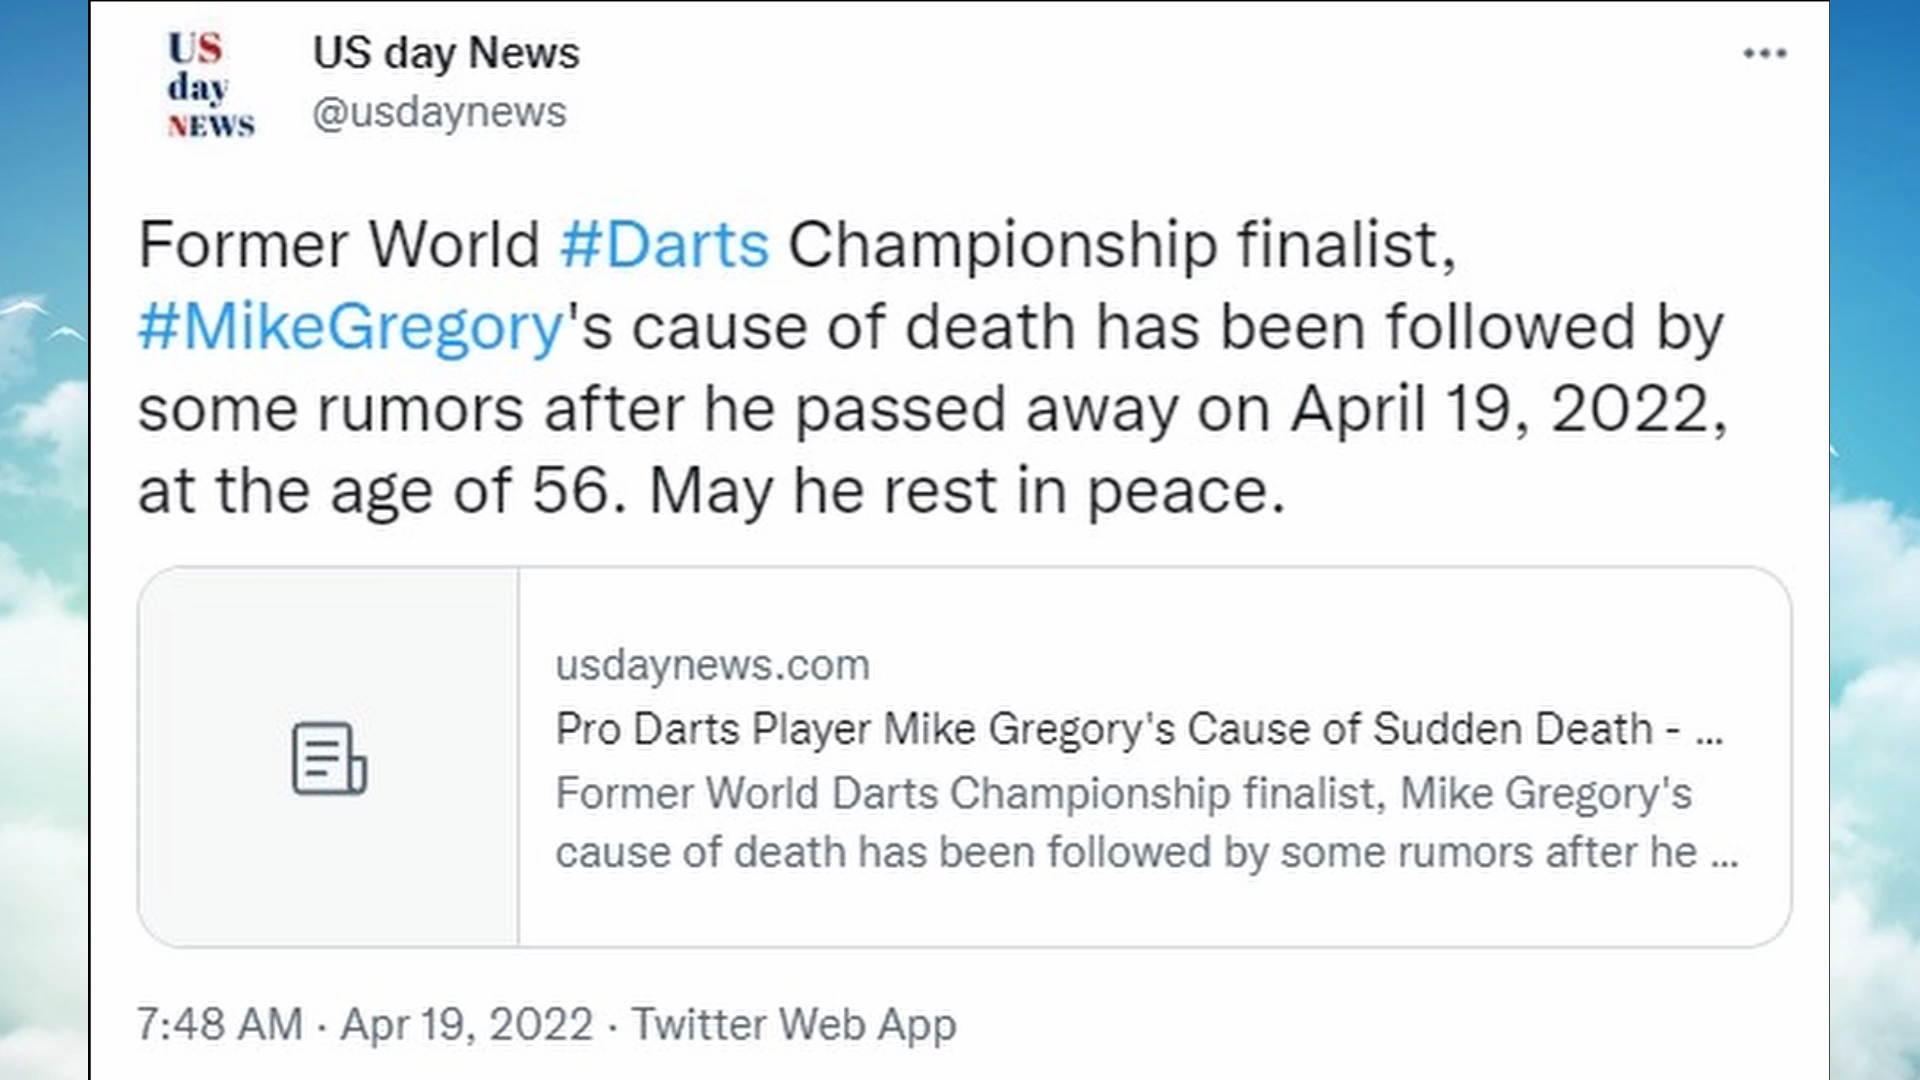 US
day
NEWS
US day News
@usdaynews
Former World #Darts Championship finalist,
#MikeGregory's cause of death has been followed by
some rumors after he passed away on April 19, 2022,
at the age of 56. May he rest in peace.
usdaynews.com
Pro Darts Player Mike Gregory's Cause of Sudden Death - ...
Former World Darts Championship finalist, Mike Gregory's
cause of death has been followed by some rumors after he ...
7:48 AM · Apr 19, 2022 · Twitter Web App